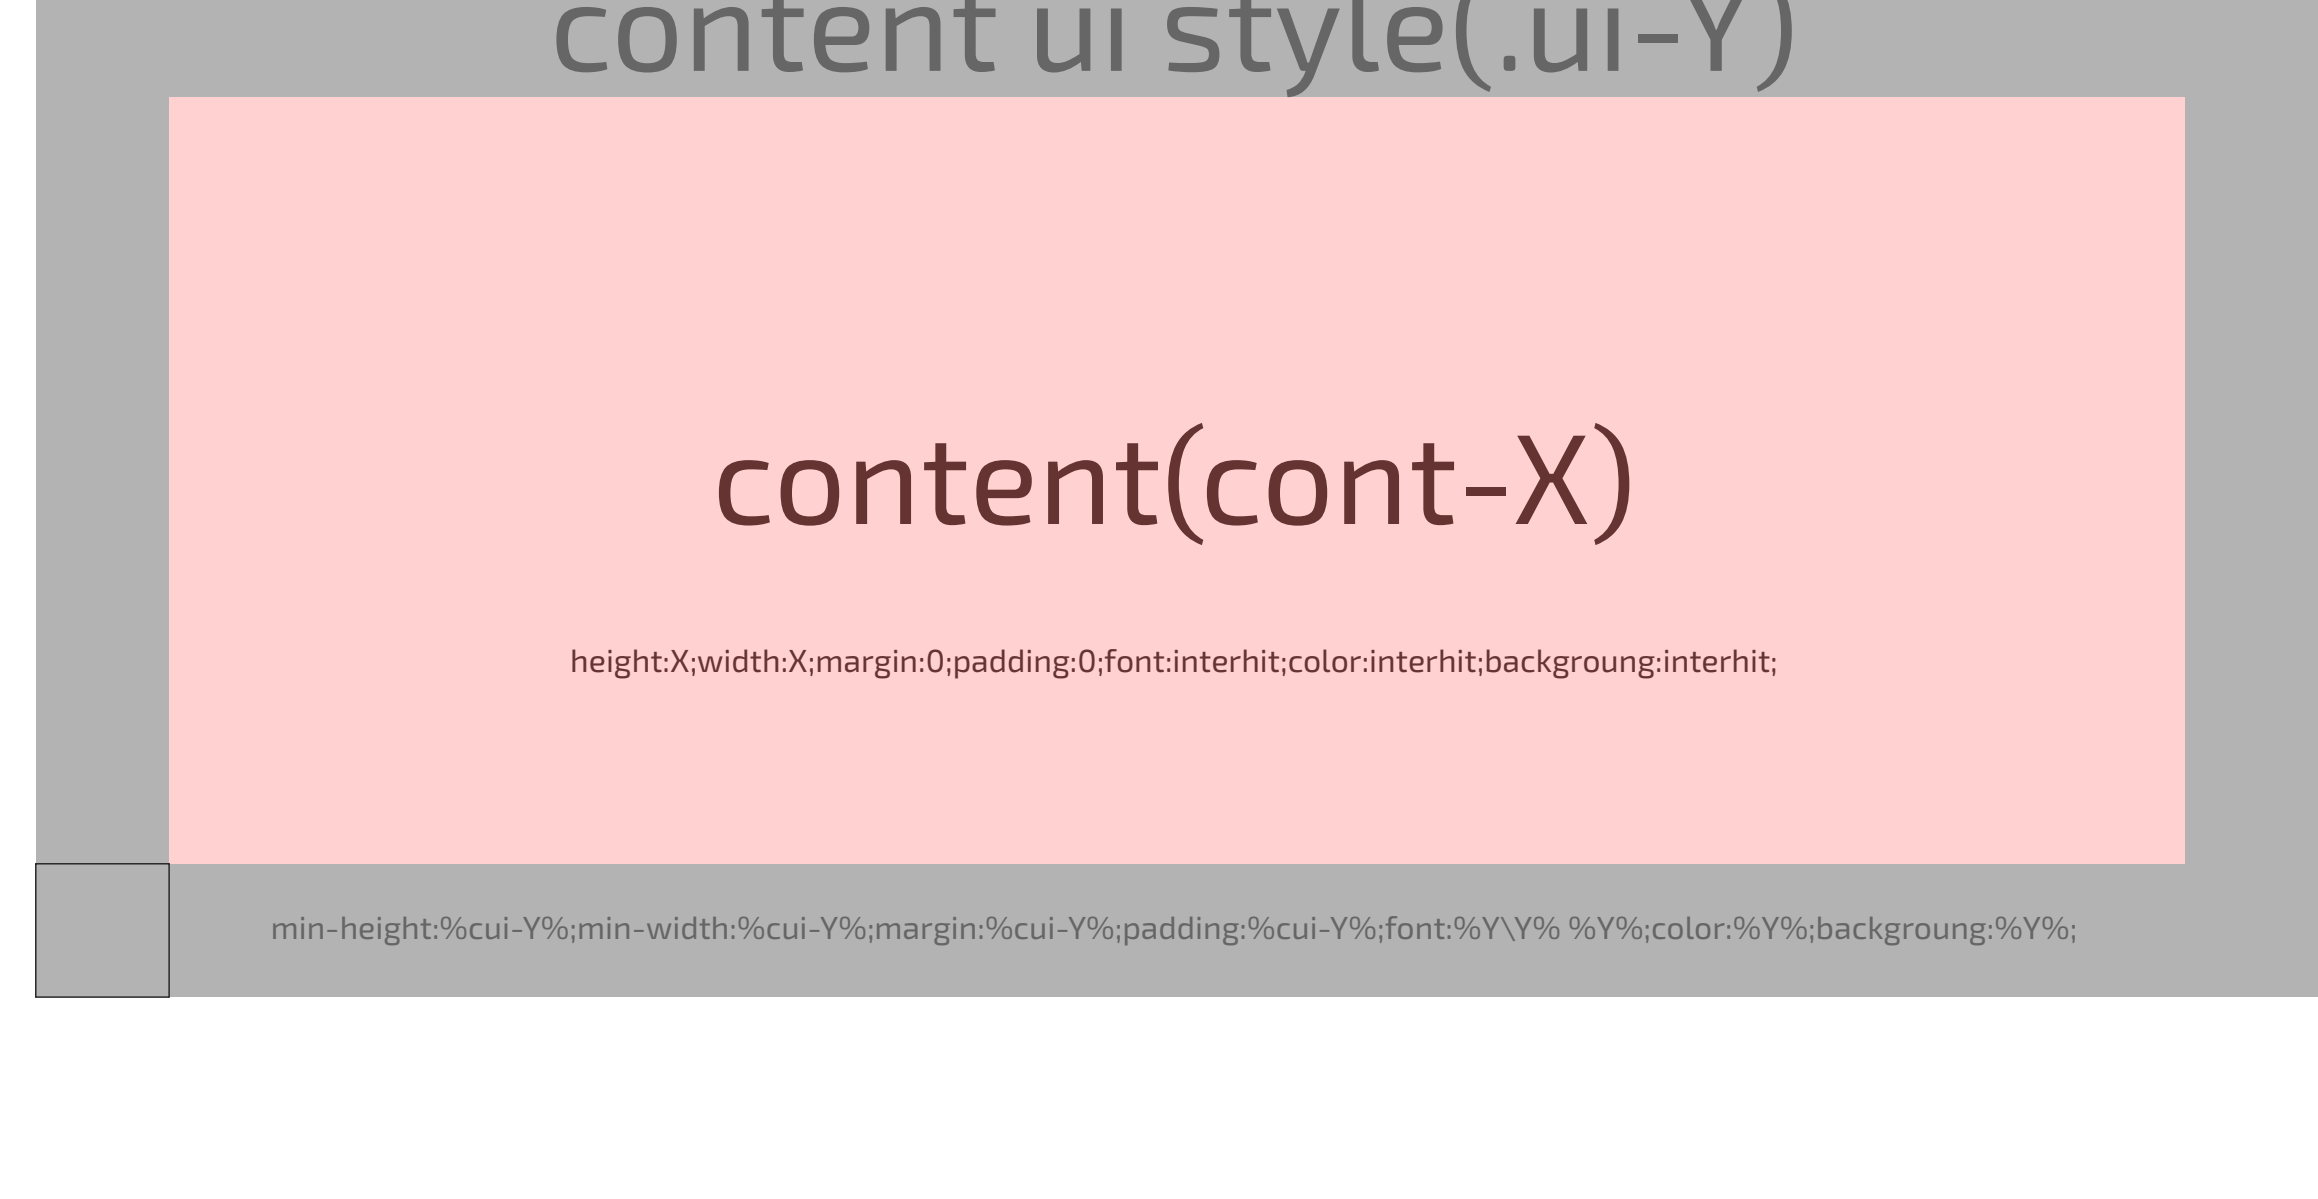 content ui style(.ui-Y)
content(cont-X)
height:X;width:X;margin:0;padding:0;font:interhit;color:interhit;backgroung:interhit;
min-height:%cui-Y%;min-width:%cui-Y%;margin:%cui-Y%;padding:%cui-Y%;font:%Y\Y% %Y%;color:%Y%;backgroung:%Y%;